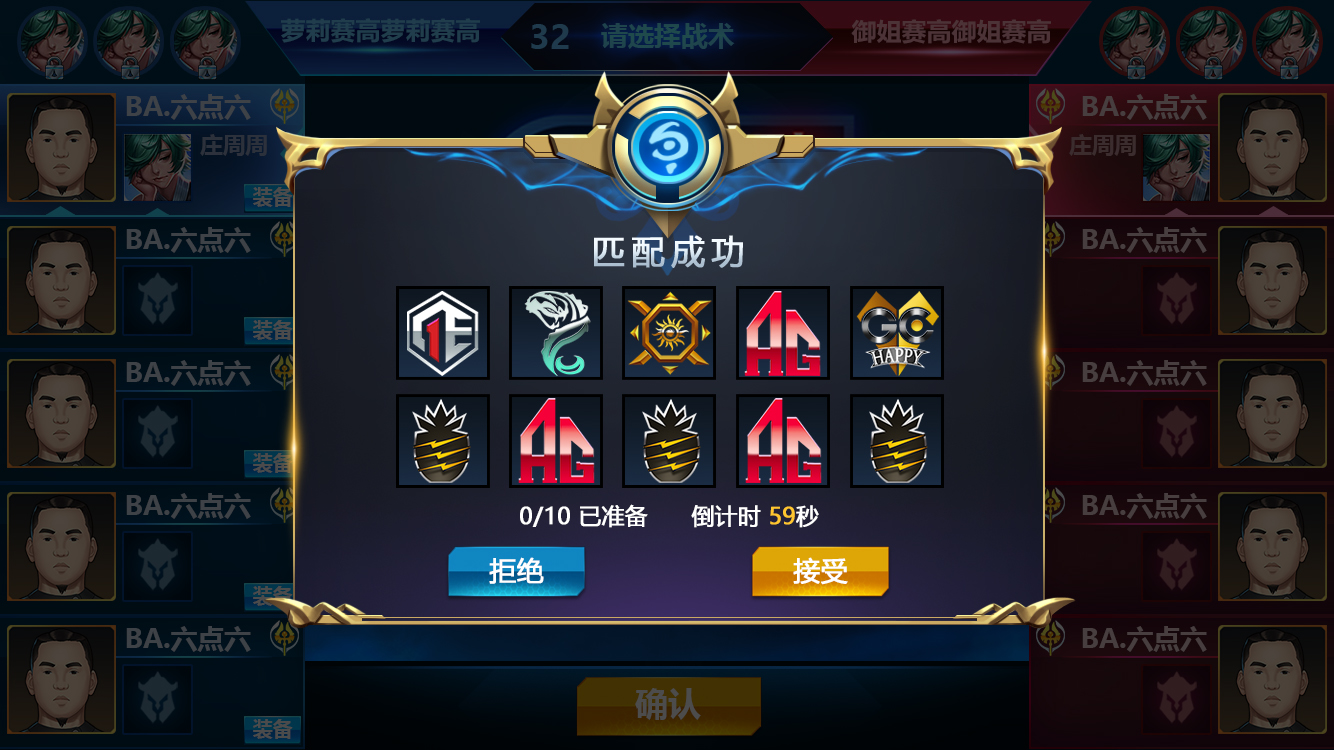 萝莉赛高萝莉赛高
32 请选择战术
御姐赛高御姐赛高
BA.六点六
庄周周
装备
BA.六点六
装备
BA.六点六
装备
BA.六点六
装备
BA.六点六
装备
匹配成功
1
AG
GC
HAPPY
AG
AG
0/10 已准备 倒计时 59秒
拒绝
接受
确认
BA.六点六
庄周周
BA.六点六
BA.六点六
BA.六点六
BA.六点六